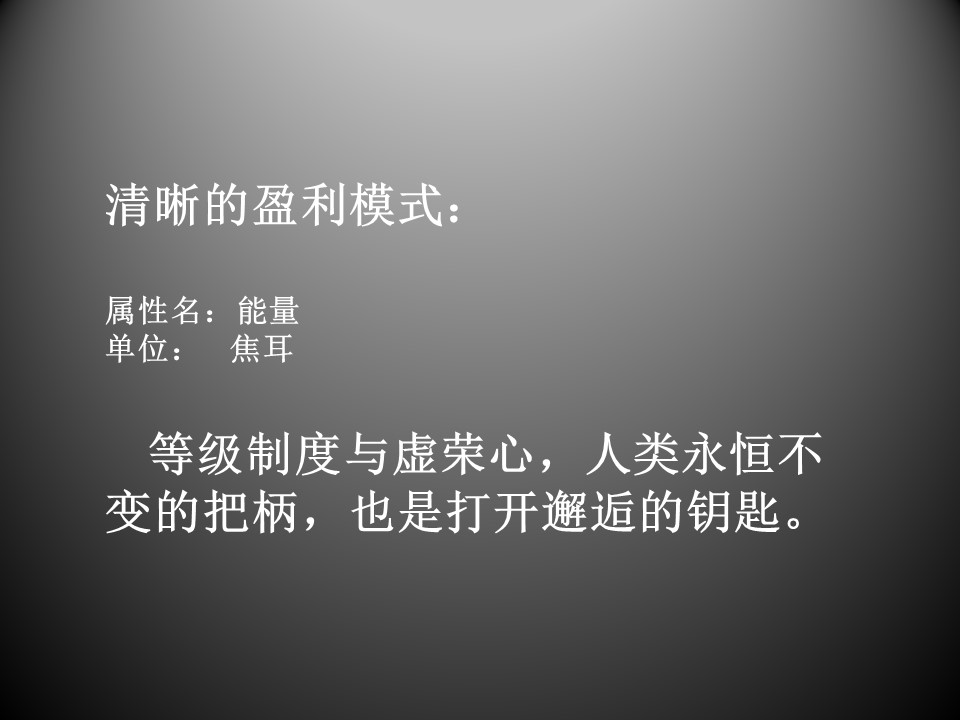 清晰的盈利模式：
属性名：能量
单位： 焦耳
等级制度与虚荣心，人类永恒不
变的把柄，也是打开邂逅的钥匙。